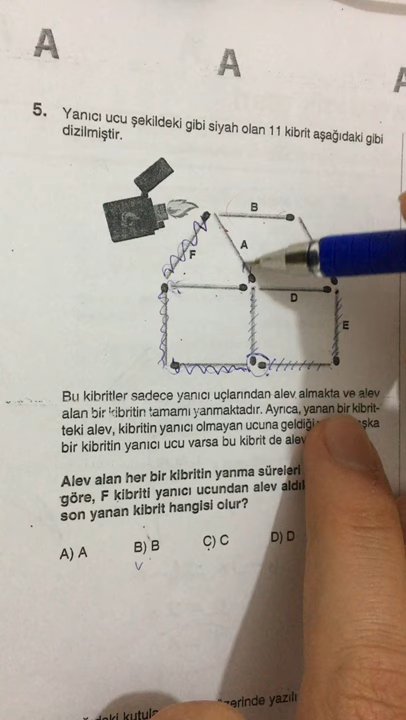 A
A
5. Yanıcı ucu şekildeki gibi siyah olan 11 kibrit aşağıdaki gibi
dizilmiştir.
B
A
F
D
E
Bu kibritler sadece yanıcı uçlarından alev almakta ve alev
alan bir kibritin tamamı yanmaktadır. Ayrıca, yanan bir kibrit-
teki alev, kibritin yanıcı olmayan ucuna
bir kibritin yanıcı ucu varsa bu kibrit de
Alev alan her bir kibritin yanma süreleri
göre, F kibriti yanıcı ucundan alev
son yanan kibrit hangisi olur?
A) A B) B C) C D) D